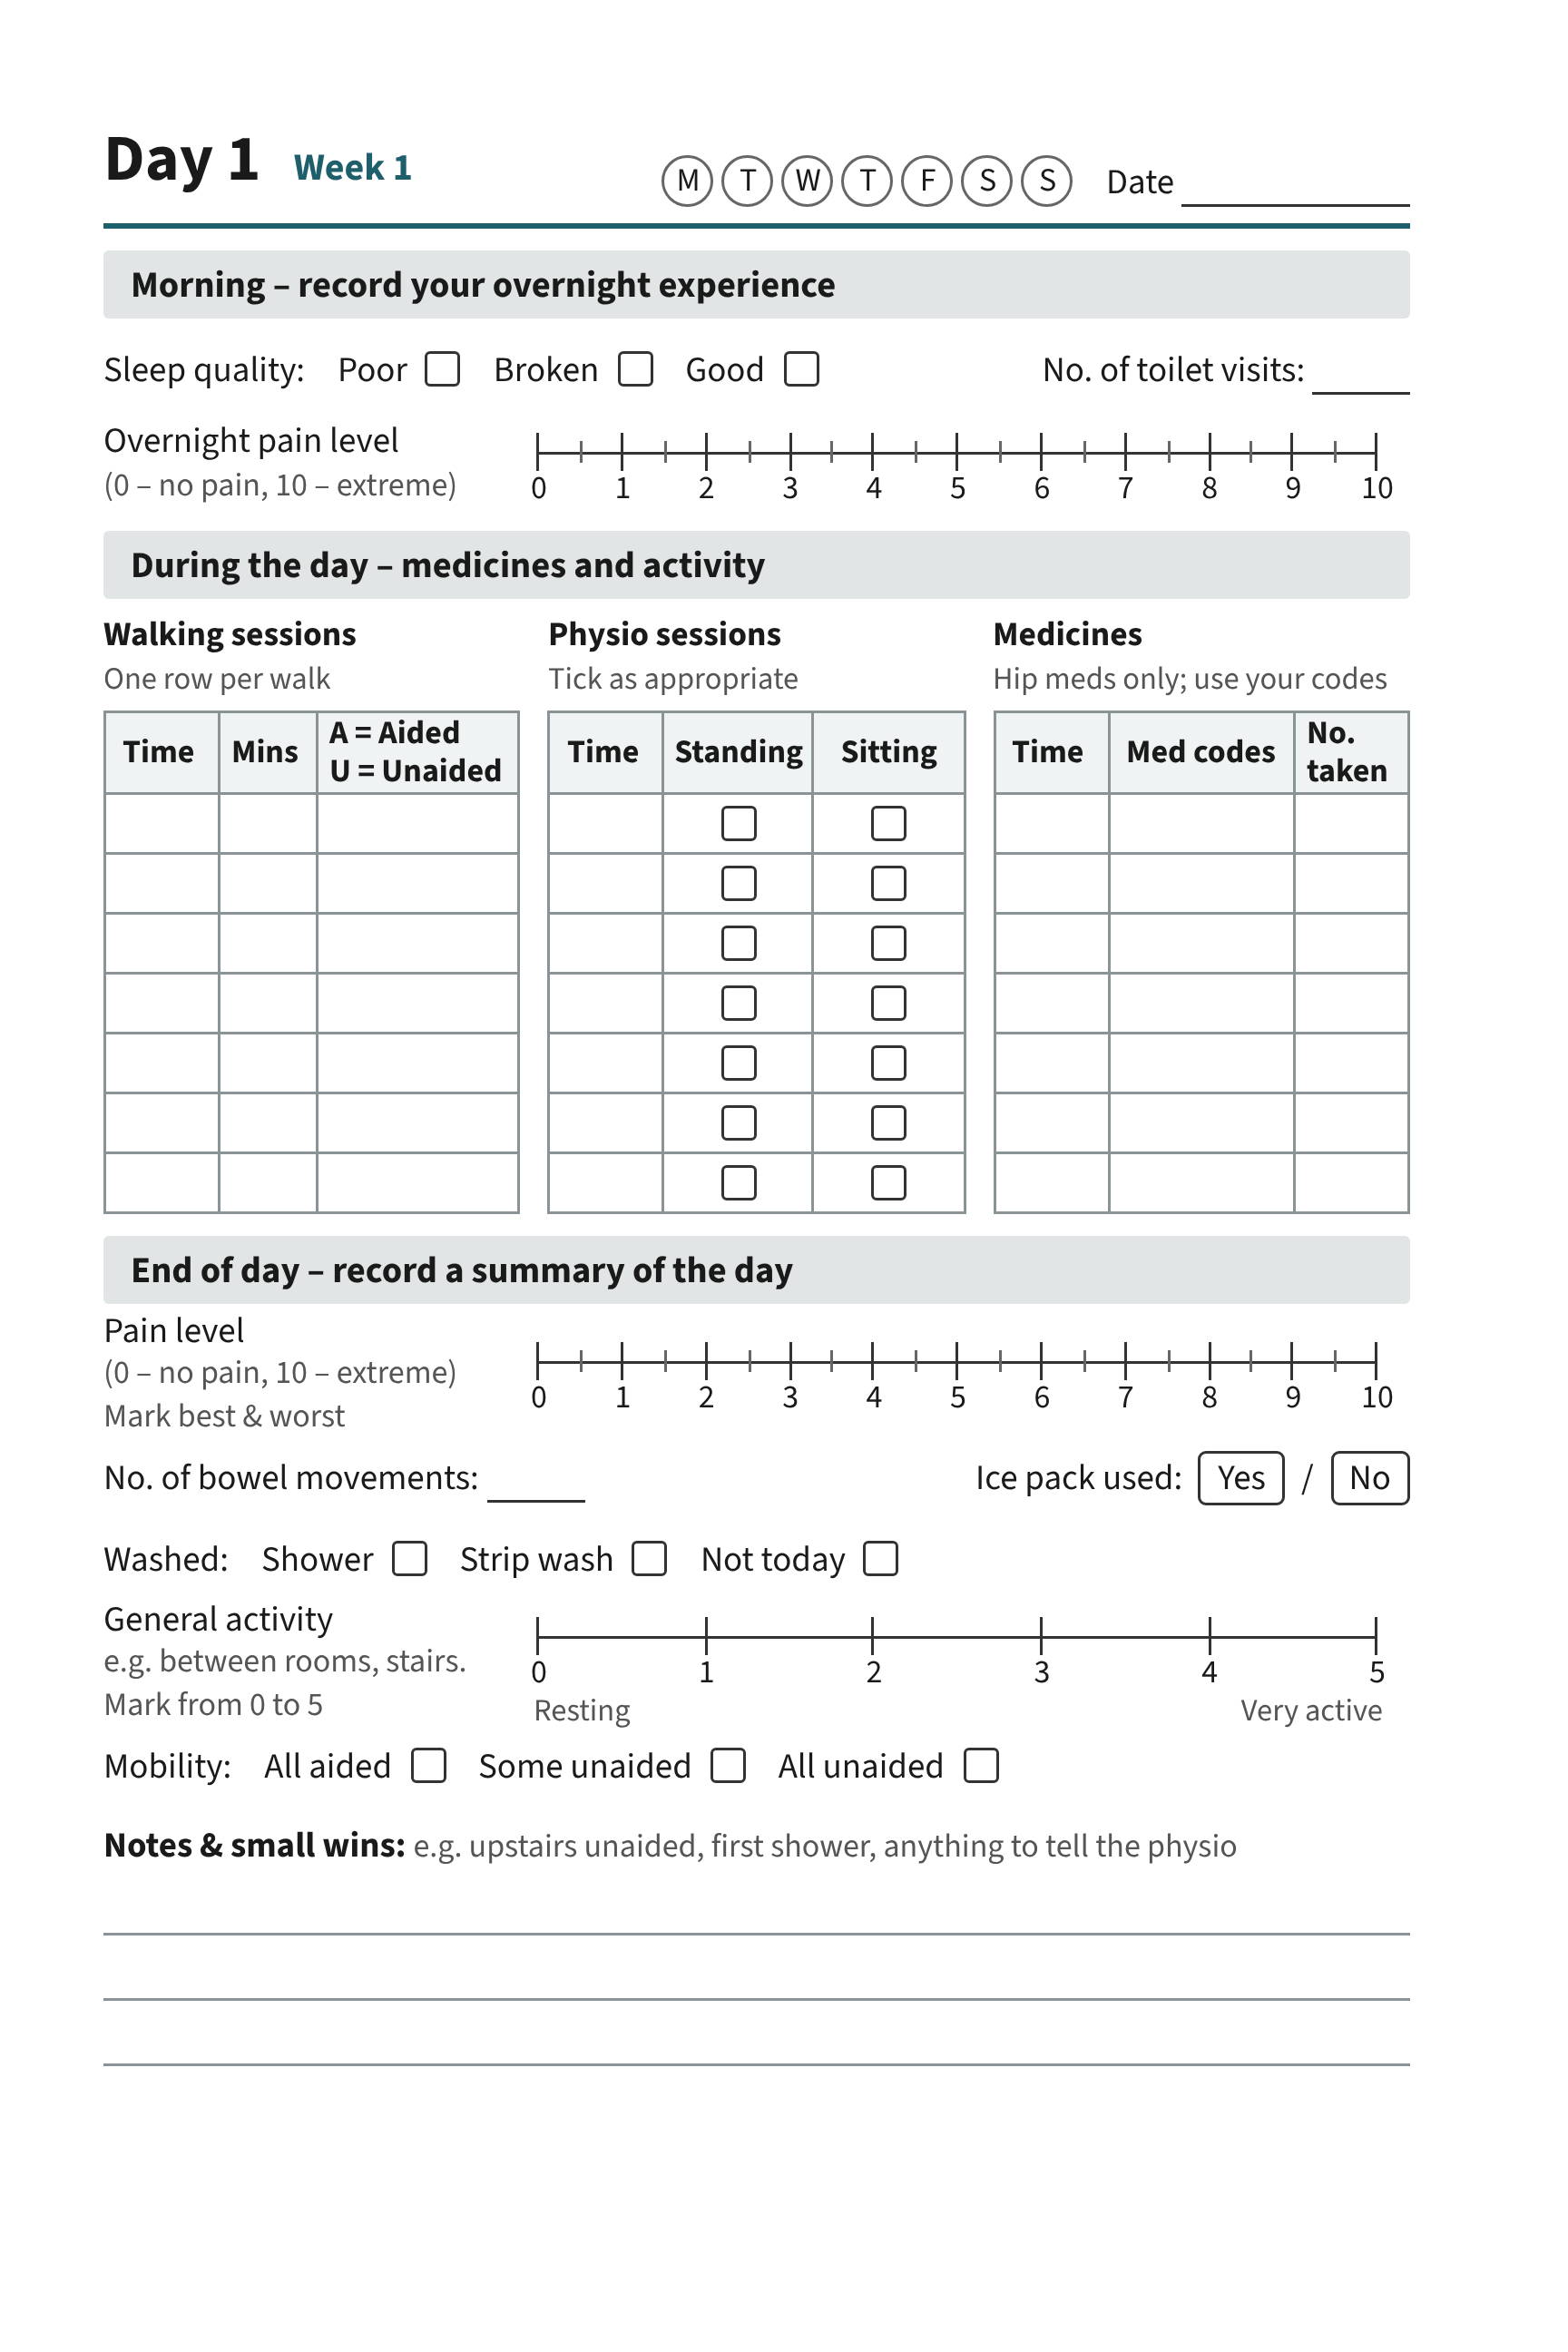 Day 1 Week 1 M T W T F S S Date
Morning – record your overnight experience
Sleep quality: Poor Broken Good No. of toilet visits:
Overnight pain level
(0 – no pain, 10 – extreme)
0 1 2 3 4 5 6 7 8 9 10
During the day – medicines and activity
Walking sessions
One row per walk
Time Mins A = Aided
U = Unaided
Physio sessions
Tick as appropriate
Time Standing Sitting
Medicines
Hip meds only; use your codes
Time Med codes No.
taken
End of day – record a summary of the day
Pain level
(0 – no pain, 10 – extreme)
Mark best & worst
0 1 2 3 4 5 6 7 8 9 10
No. of bowel movements: Ice pack used: Yes / No
Washed: Shower Strip wash Not today
General activity
e.g. between rooms, stairs.
Mark from 0 to 5
0 1 2 3 4 5
Resting Very active
Mobility: All aided Some unaided All unaided
Notes & small wins: e.g. upstairs unaided, first shower, anything to tell the physio